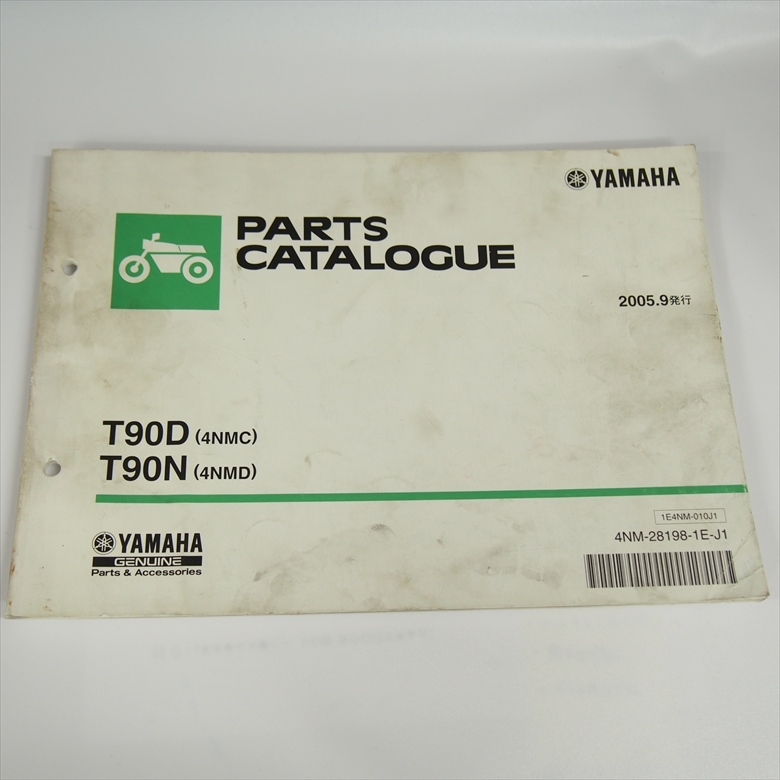 YAMAHA
PARTS
CATALOGUE
2005.9発行
T90D (4NMC)
T90N (4NMD)
1E4NM-010J1
4NM-28198-1E-J1
YAMAHA
GENUINE
Parts & Accessories